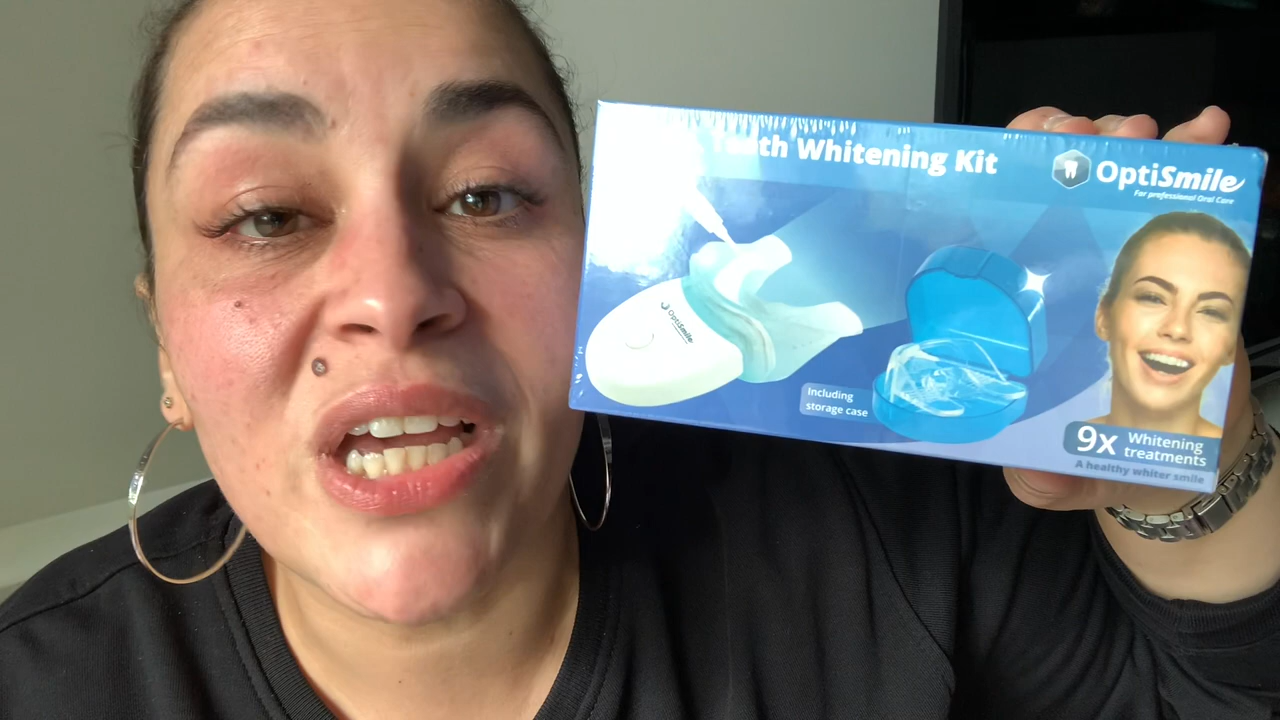 Teeth Whitening Kit
OptiSmile
For professional Oral Care
OptiSmile
Including
storage case
9x Whitening
treatments
A healthy whiter smile